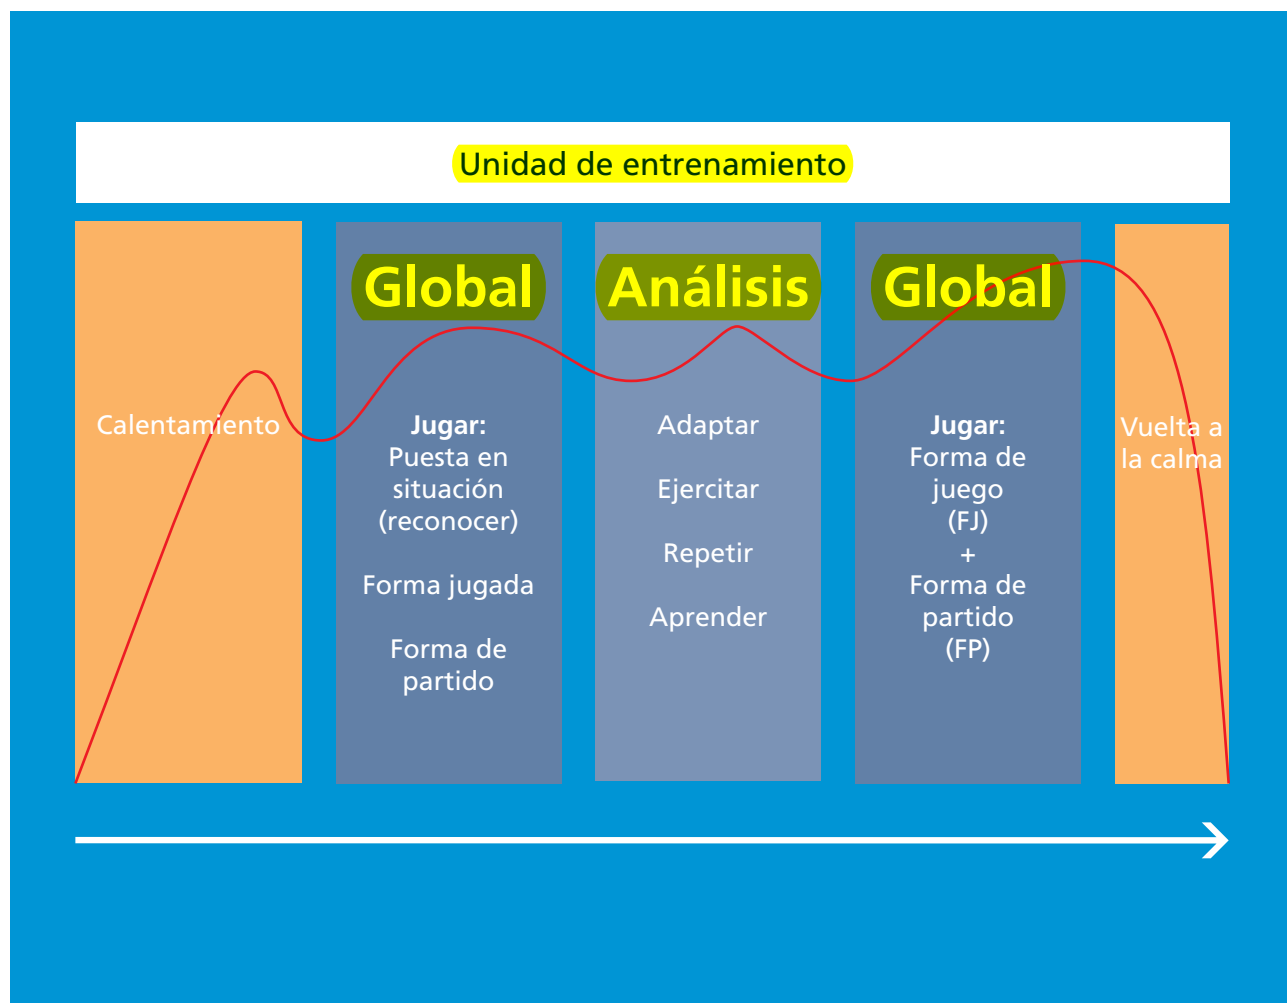 Unidad de entrenamiento
Calentamiento
Global
Jugar:
Puesta en
situación
(reconocer)
Forma jugada
Forma de
partido
Análisis
Adaptar
Ejercitar
Repetir
Aprender
Global
Jugar:
Forma de
juego
(FJ)
+
Forma de
partido
(FP)
Vuelta a
la calma